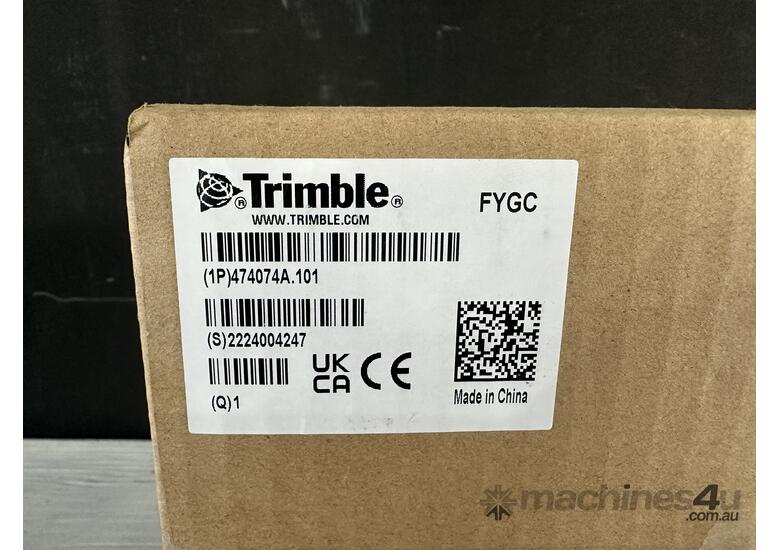 Trimble®
FYGC
WWW.TRIMBLE.COM
(1P)474074A.101
(S)2224004247
UK
CA CE
(Q)1
Made in China
machines4u
.com.au